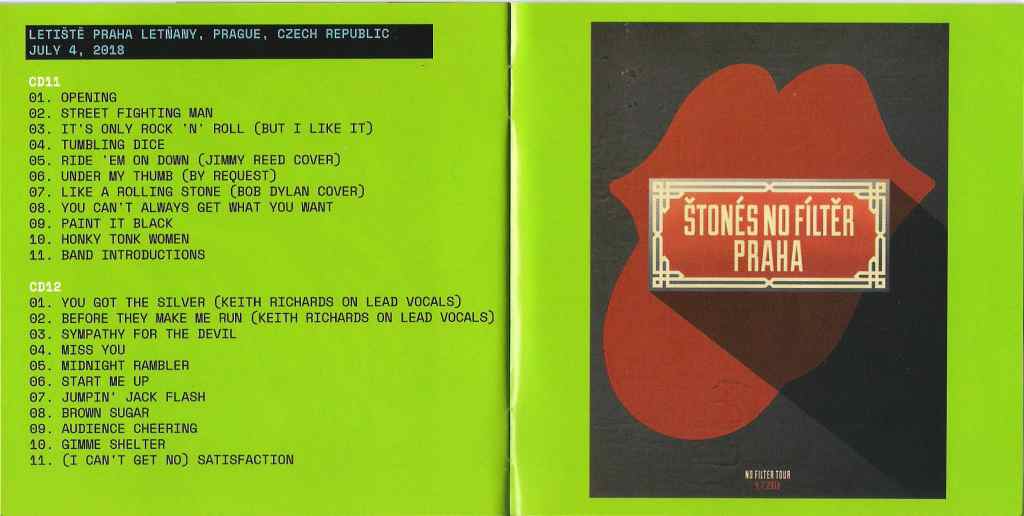 LETIŠTĚ PRAHA LETŇANY, PRAGUE, CZECH REPUBLIC
JULY 4, 2018
CD11
01. OPENING
02. STREET FIGHTING MAN
03. IT'S ONLY ROCK 'N' ROLL (BUT I LIKE IT)
04. TUMBLING DICE
05. RIDE 'EM ON DOWN (JIMMY REED COVER)
06. UNDER MY THUMB (BY REQUEST)
07. LIKE A ROLLING STONE (BOB DYLAN COVER)
08. YOU CAN'T ALWAYS GET WHAT YOU WANT
09. PAINT IT BLACK
10. HONKY TONK WOMEN
11. BAND INTRODUCTIONS
CD12
01. YOU GOT THE SILVER (KEITH RICHARDS ON LEAD VOCALS)
02. BEFORE THEY MAKE ME RUN (KEITH RICHARDS ON LEAD VOCALS)
03. SYMPATHY FOR THE DEVIL
04. MISS YOU
05. MIDNIGHT RAMBLER
06. START ME UP
07. JUMPIN' JACK FLASH
08. BROWN SUGAR
09. AUDIENCE CHEERING
10. GIMME SHELTER
11. (I CAN'T GET NO) SATISFACTION
ŠTONÉS NO FÍLTĚR
PRAHA
NO FILTER TOUR
4.7.2018